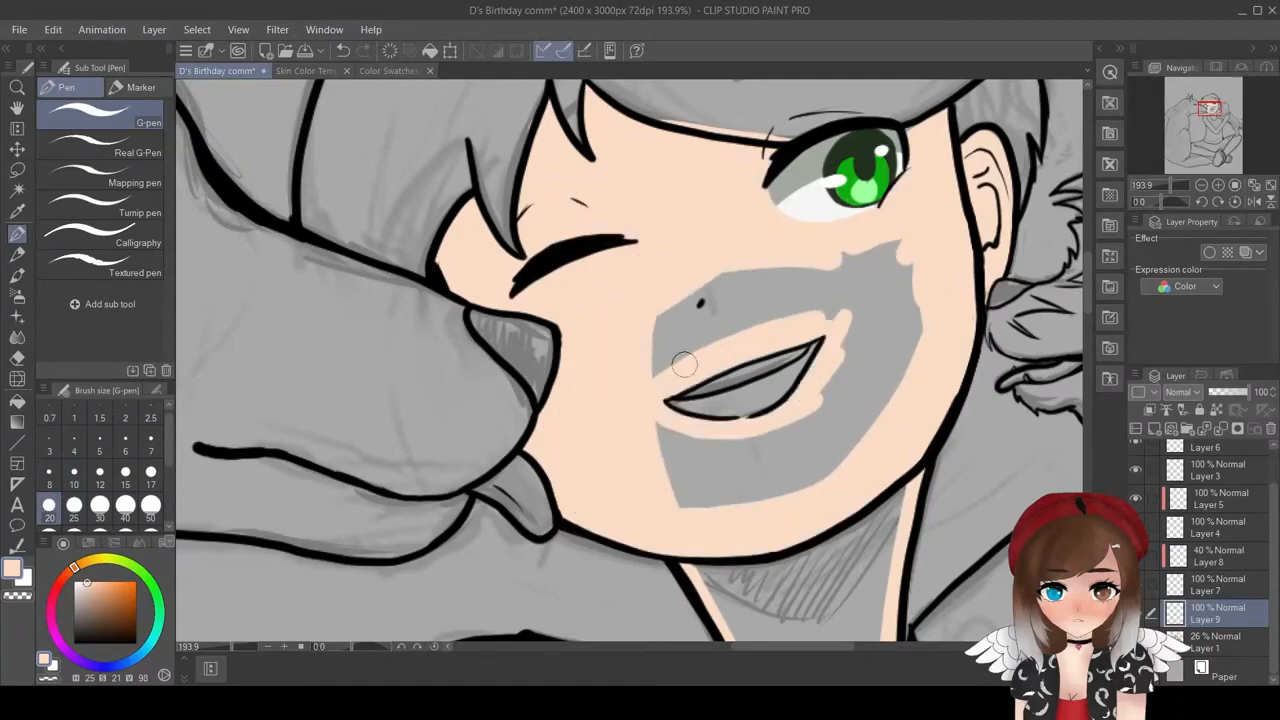 D's Birthday comm* (2400 x 3000px 72dpi 193.9%) - CLIP STUDIO PAINT PRO
File Edit Animation Layer Select View Filter Window Help
Sub Tool [Pen]
D's Birthday comm* Skin Color Tem Color Swatches
Navigato
Pen Marker
G-pen
Real G-Pen
Mapping pen
Turnip pen
Calligraphy
Textured pen
Add sub tool
193.9
0.0
Layer Property
Effect
Expression color
Color
Brush size [G-pen]
0.7 1 1.5 2 2.5
3 4 5 6 7
8 10 12 15 15
20 25 30 40 50
Layer
Normal 100
Layer 6
100 % Normal
Layer 3
100 % Normal
Layer 5
100 % Normal
Layer 4
40 % Normal
Layer 8
100 % Normal
Layer 7
100 % Normal
Layer 9
26 % Normal
Layer 1
Paper
193.9 0.0
H 25 S 21 V 98